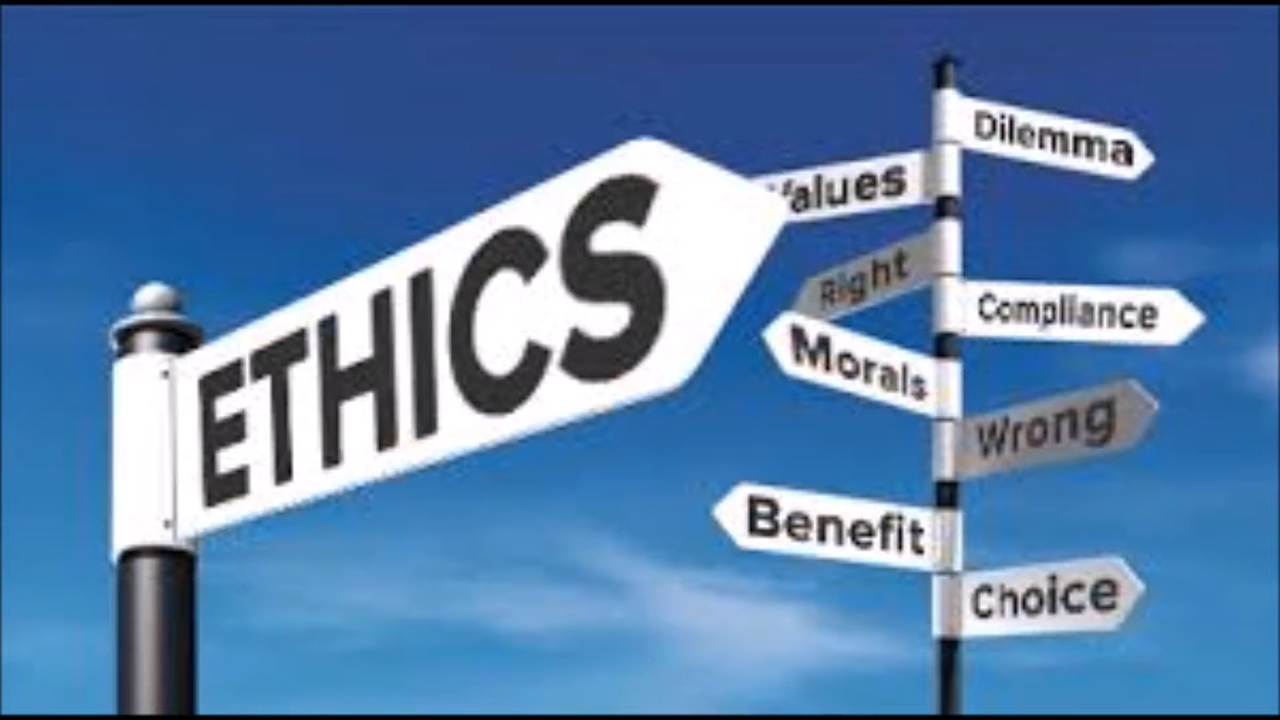 ETHICS
Dilemma
Values
Right
Compliance
Morals
Wrong
Benefit
Choice